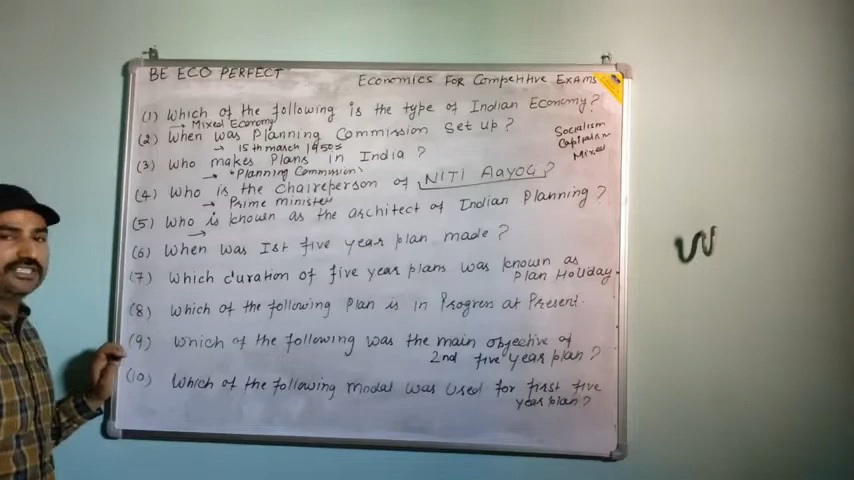 BE ECO PERFECT
Economics For Competitive Exams
(1) Which of the following is the type of Indian Economy?
→ Mixed Economy
(2) When was Planning Commission Set up?
→ 15th march 1950
Socialism
Capitalism
Mixed
(3) Who makes Plans in India?
→ "Planning Commission"
(4) Who is the Chaireperson of NITI Aayog?
→ Prime minister
(5) Who is known as the architect of Indian Planning?
→
(6) When was Ist five year plan made?
(7) Which duration of five year plans was known as
Plan Holiday.
(8) Which of the following Plan is in Progress at Present.
(9) Which of the following was the main objective of
2nd five year plan?
(10) Which of the following modal was Used for first five
year plan?